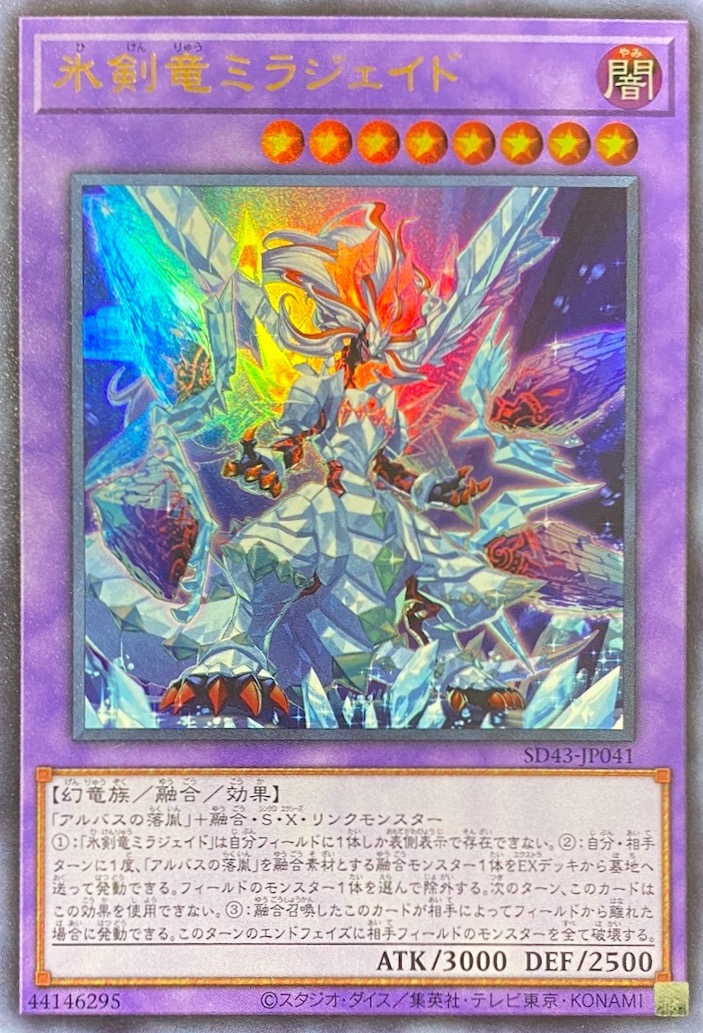 氷剣竜ミラジェイド
闇
SD43-JP041
【幻竜族／融合／効果】
「アルバスの落胤」+融合・S・X・リンクモンスター
①：「氷剣竜ミラジェイド」は自分フィールドに1体しか表側表示で存在できない。②：自分・相手
ターンに1度、「アルバスの落胤」を融合素材とする融合モンスター1体をEXデッキから墓地へ
送って発動できる。フィールドのモンスター1体を選んで除外する。次のターン、このカードは
この効果を使用できない。③：融合召喚したこのカードが相手によってフィールドから離れた
場合に発動できる。このターンのエンドフェイズに相手フィールドのモンスターを全て破壊する。
ATK/3000 DEF/2500
44146295
©スタジオ・ダイス／集英社・テレビ東京・KONAMI